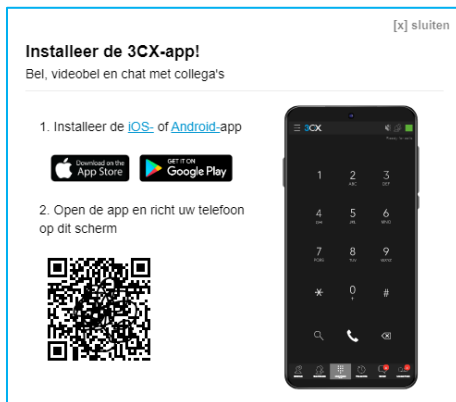 [x] sluiten
Installeer de 3CX-app!
Bel, videobel en chat met collega's
1. Installeer de iOS- of Android-app
Download on the
App Store
GET IT ON
Google Play
2. Open de app en richt uw telefoon
op dit scherm
3CX
1
2
ABC
3
DEF
4
GHI
5
JKL
6
MNO
7
PQRS
8
TUV
9
WXYZ
*
0
+
#